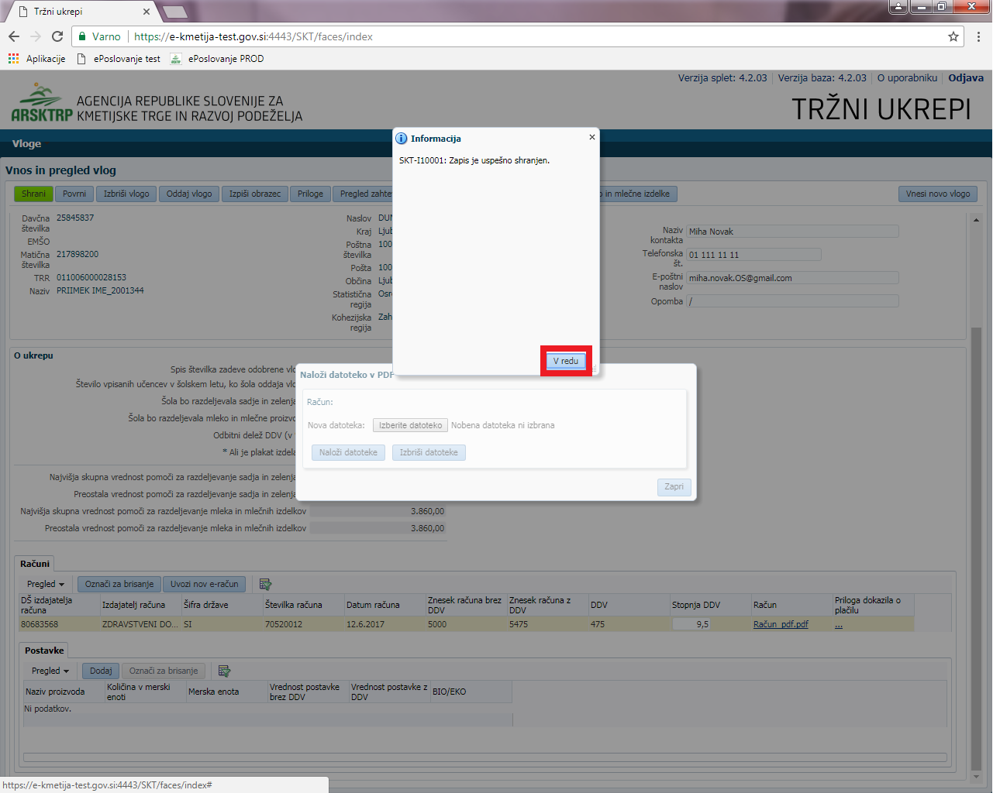 Tržni ukrepi
Varno
https://e-kmetija-test.gov.si:4443/SKT/faces/index
Aplikacije
ePoslovanje test
ePoslovanje PROD
Verzija splet: 4.2.03
Verzija baza: 4.2.03
O uporabniku
Odjava
ARSKTRP
AGENCIJA REPUBLIKE SLOVENIJE ZA
KMETIJSKE TRGE IN RAZVOJ PODEŽELJA
TRŽNI UKREPI
Vloge
Vnos in pregled vlog
Shrani
Povrni
Izbriši vlogo
Oddaj vlogo
Izpiši obrazec
Priloge
Pregled zahte
o in mlečne izdelke
Vnesi novo vlogo
Davčna številka 25845837
EMŠO
Matična številka 217898200
TRR 011006000028153
Naziv PRIIMEK IME_2001344
Naslov DUN
Kraj Ljub
Poštna številka 100
Pošta 100
Občina Ljub
Statistična regija Osr
Kohezijska regija Zah
Naziv kontakta Miha Novak
Telefonska št. 01 111 11 11
E-poštni naslov miha.novak.OS@gmail.com
Opomba /
Informacija
SKT-I10001: Zapis je uspešno shranjen.
V redu
O ukrepu
Spis številka zadeve odobrene vlo
Število vpisanih učencev v šolskem letu, ko šola oddaja vlo
Šola bo razdeljevala sadje in zelenja
Šola bo razdeljevala mleko in mlečne proizvo
Odbitni delež DDV (v
* Ali je plakat izdela
Najvišja skupna vrednost pomoči za razdeljevanje sadja in zelenja
Preostala vrednost pomoči za razdeljevanje sadja in zelenja
Najvišja skupna vrednost pomoči za razdeljevanje mleka in mlečnih izdelkov 3.860,00
Preostala vrednost pomoči za razdeljevanje mleka in mlečnih izdelkov 3.860,00
Naloži datoteko v PDF
Račun:
Nova datoteka: Izberite datoteko Nobena datoteka ni izbrana
Naloži datoteke
Izbriši datoteke
Zapri
Računi
Pregled
Označi za brisanje
Uvozi nov e-račun
DŠ izdajatelja računa
Izdajatelj računa
Šifra države
Številka računa
Datum računa
Znesek računa brez DDV
Znesek računa z DDV
DDV
Stopnja DDV
Račun
Priloga dokazila o plačilu
80683568
ZDRAVSTVENI DO...
SI
70520012
12.6.2017
5000
5475
475
9,5
Račun_pdf.pdf
...
Postavke
Pregled
Dodaj
Označi za brisanje
Naziv proizvoda
Količina v merski enoti
Merska enota
Vrednost postavke brez DDV
Vrednost postavke z DDV
BIO/EKO
Ni podatkov.
https://e-kmetija-test.gov.si:4443/SKT/faces/index#